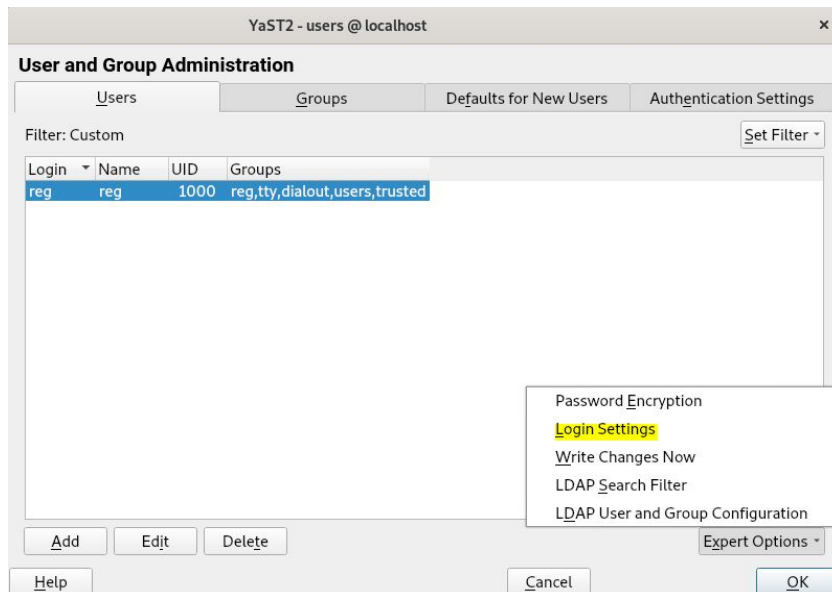 YaST2 - users @ localhost ×
User and Group Administration
Users Groups Defaults for New Users Authentication Settings
Filter: Custom Set Filter
Login Name UID Groups
reg reg 1000 reg,tty,dialout,users,trusted
Password Encryption
Login Settings
Write Changes Now
LDAP Search Filter
LDAP User and Group Configuration
Add Edit Delete Expert Options
Help Cancel OK